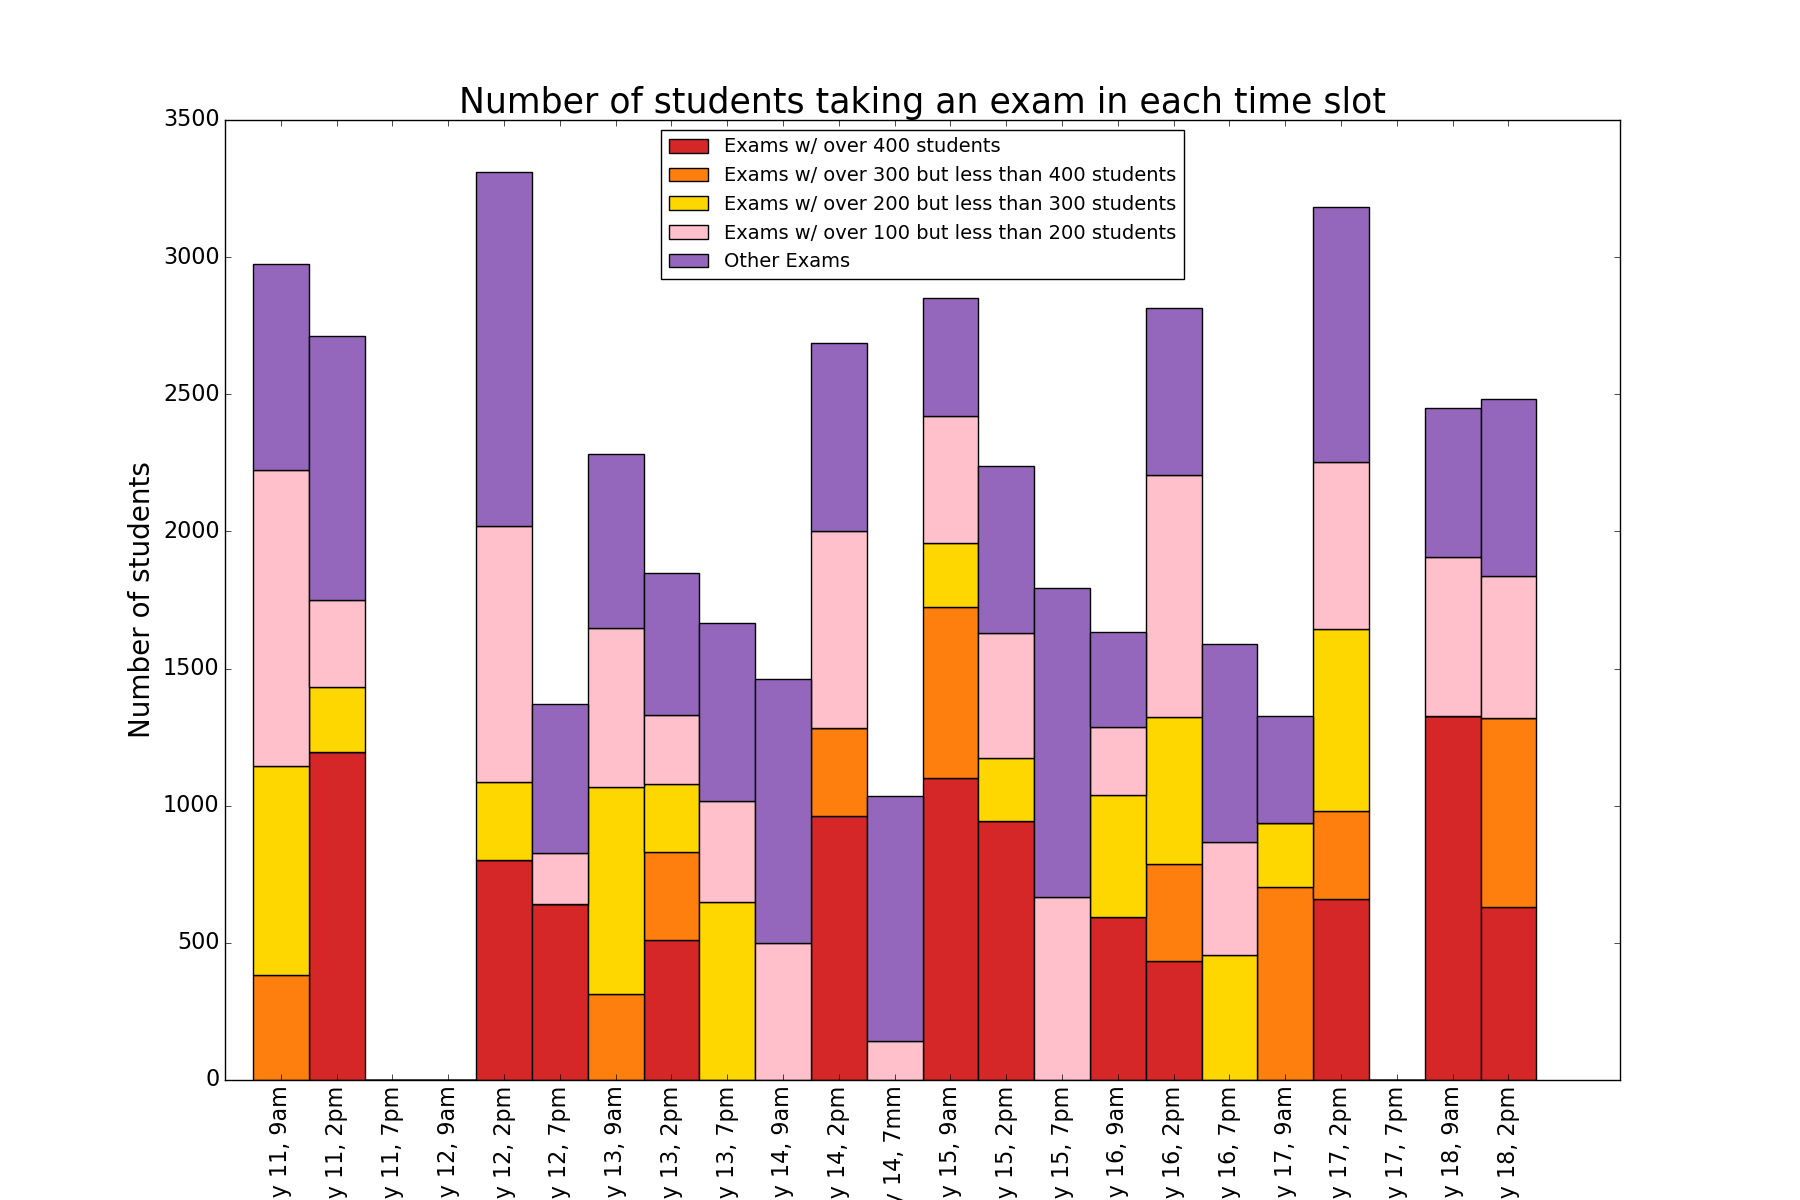 Number of students taking an exam in each time slot
Exams w/ over 400 students
Exams w/ over 300 but less than 400 students
Exams w/ over 200 but less than 300 students
Exams w/ over 100 but less than 200 students
Other Exams
Number of students
3500
3000
2500
2000
1500
1000
500
0
y 11, 9am
y 11, 2pm
y 11, 7pm
y 12, 9am
y 12, 2pm
y 12, 7pm
y 13, 9am
y 13, 2pm
y 13, 7pm
y 14, 9am
y 14, 2pm
y 14, 7mm
y 15, 9am
y 15, 2pm
y 15, 7pm
y 16, 9am
y 16, 2pm
y 16, 7pm
y 17, 9am
y 17, 2pm
y 17, 7pm
y 18, 9am
y 18, 2pm